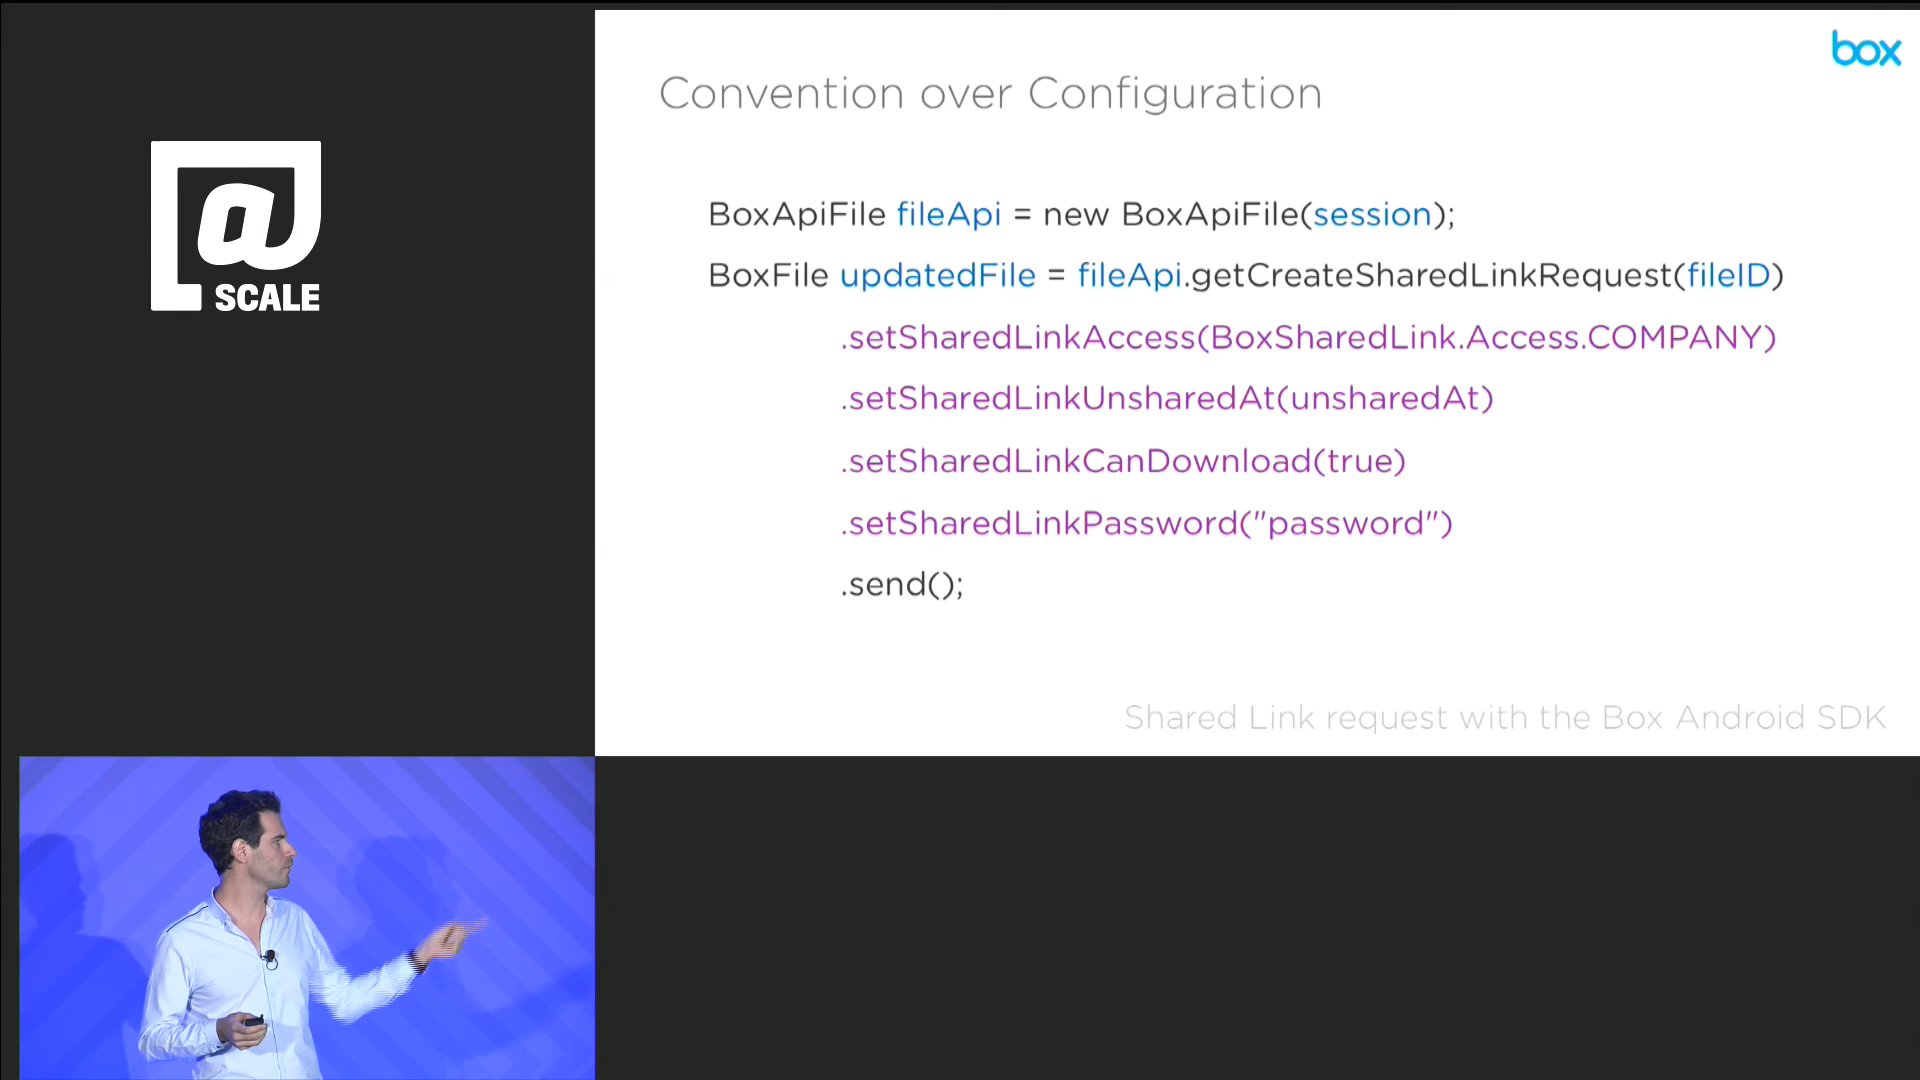 box
Convention over Configuration
@
SCALE
BoxApiFile fileApi = new BoxApiFile(session);
BoxFile updatedFile = fileApi.getCreateSharedLinkRequest(fileID)
.setSharedLinkAccess(BoxSharedLink.Access.COMPANY)
.setSharedLinkUnsharedAt(unsharedAt)
.setSharedLinkCanDownload(true)
.setSharedLinkPassword("password")
.send();
Shared Link request with the Box Android SDK